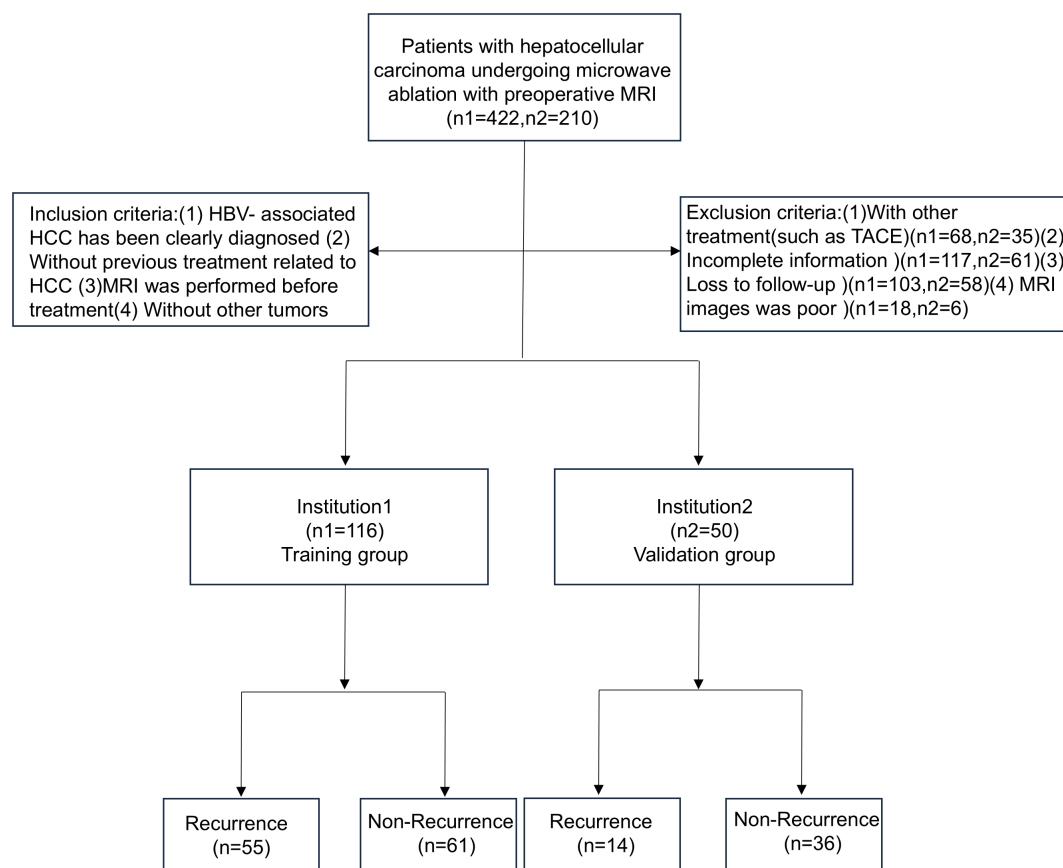 Patients with hepatocellular
carcinoma undergoing microwave
ablation with preoperative MRI
(n1=422,n2=210)
Inclusion criteria:(1) HBV- associated
HCC has been clearly diagnosed (2)
Without previous treatment related to
HCC (3)MRI was performed before
treatment(4) Without other tumors
Exclusion criteria:(1)With other
treatment(such as TACE)(n1=68,n2=35)(2)
Incomplete information )(n1=117,n2=61)(3)
Loss to follow-up )(n1=103,n2=58)(4) MRI
images was poor )(n1=18,n2=6)
Institution1
(n1=116)
Training group
Institution2
(n2=50)
Validation group
Recurrence
(n=55)
Non-Recurrence
(n=61)
Recurrence
(n=14)
Non-Recurrence
(n=36)